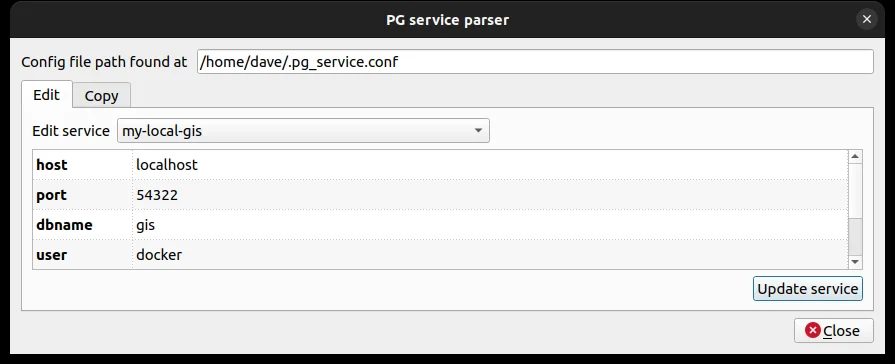 PG service parser
Config file path found at /home/dave/.pg_service.conf
Edit Copy
Edit service my-local-gis
host localhost
port 54322
dbname gis
user docker
Update service
Close